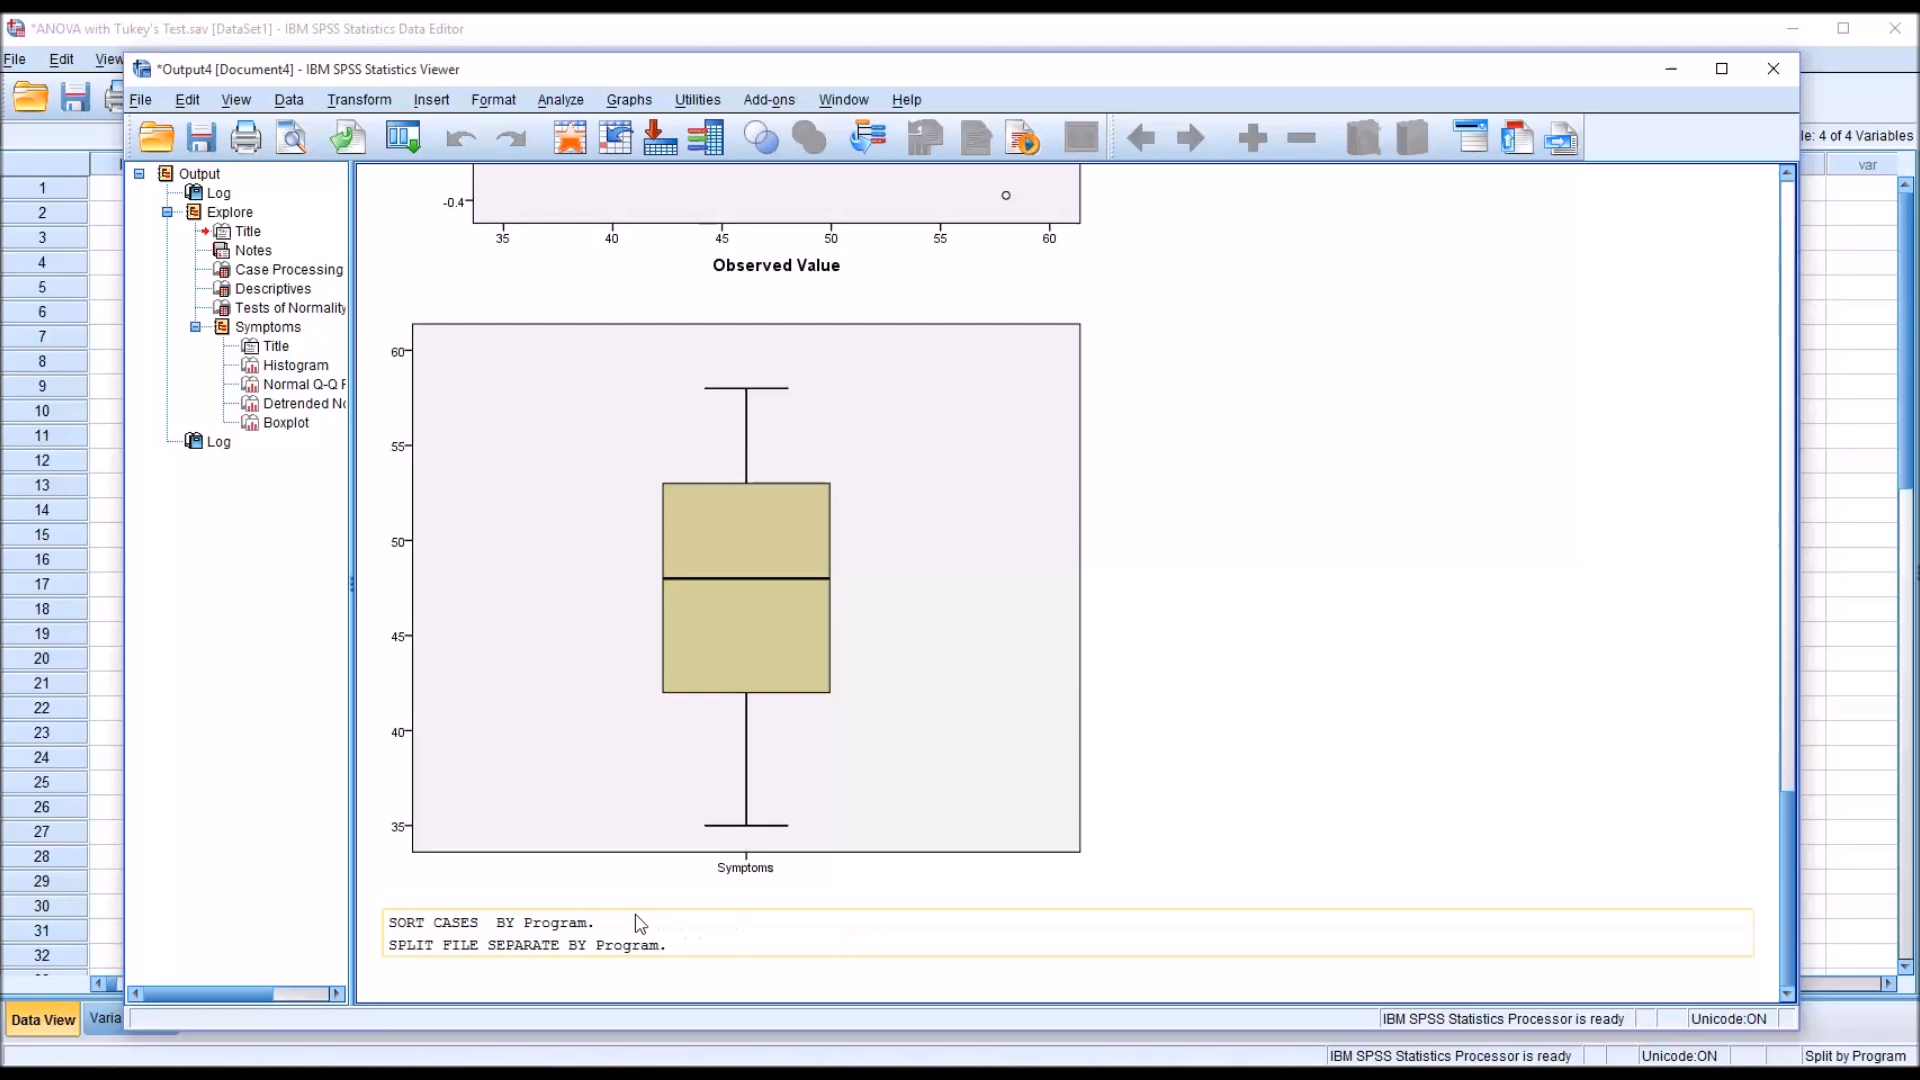 *ANOVA with Tukey's Test.sav [DataSet1] - IBM SPSS Statistics Data Editor
File Edit View
*Output4 [Document4] - IBM SPSS Statistics Viewer
File Edit View Data Transform Insert Format Analyze Graphs Utilities Add-ons Window Help
le: 4 of 4 Variables
var
1
2
3
4
5
6
7
8
9
10
11
12
13
14
15
16
17
18
19
20
21
22
23
24
25
26
27
28
29
30
31
32
Output
Log
Explore
Title
Notes
Case Processing
Descriptives
Tests of Normality
Symptoms
Title
Histogram
Normal Q-Q
Detrended
Boxplot
Log
-0.4
35 40 45 50 55 60
Observed Value
60
55
50
45
40
35
Symptoms
SORT CASES  BY Program.
SPLIT FILE SEPARATE BY Program.
IBM SPSS Statistics Processor is ready Unicode:ON
Data View Varia
IBM SPSS Statistics Processor is ready Unicode:ON Split by Program